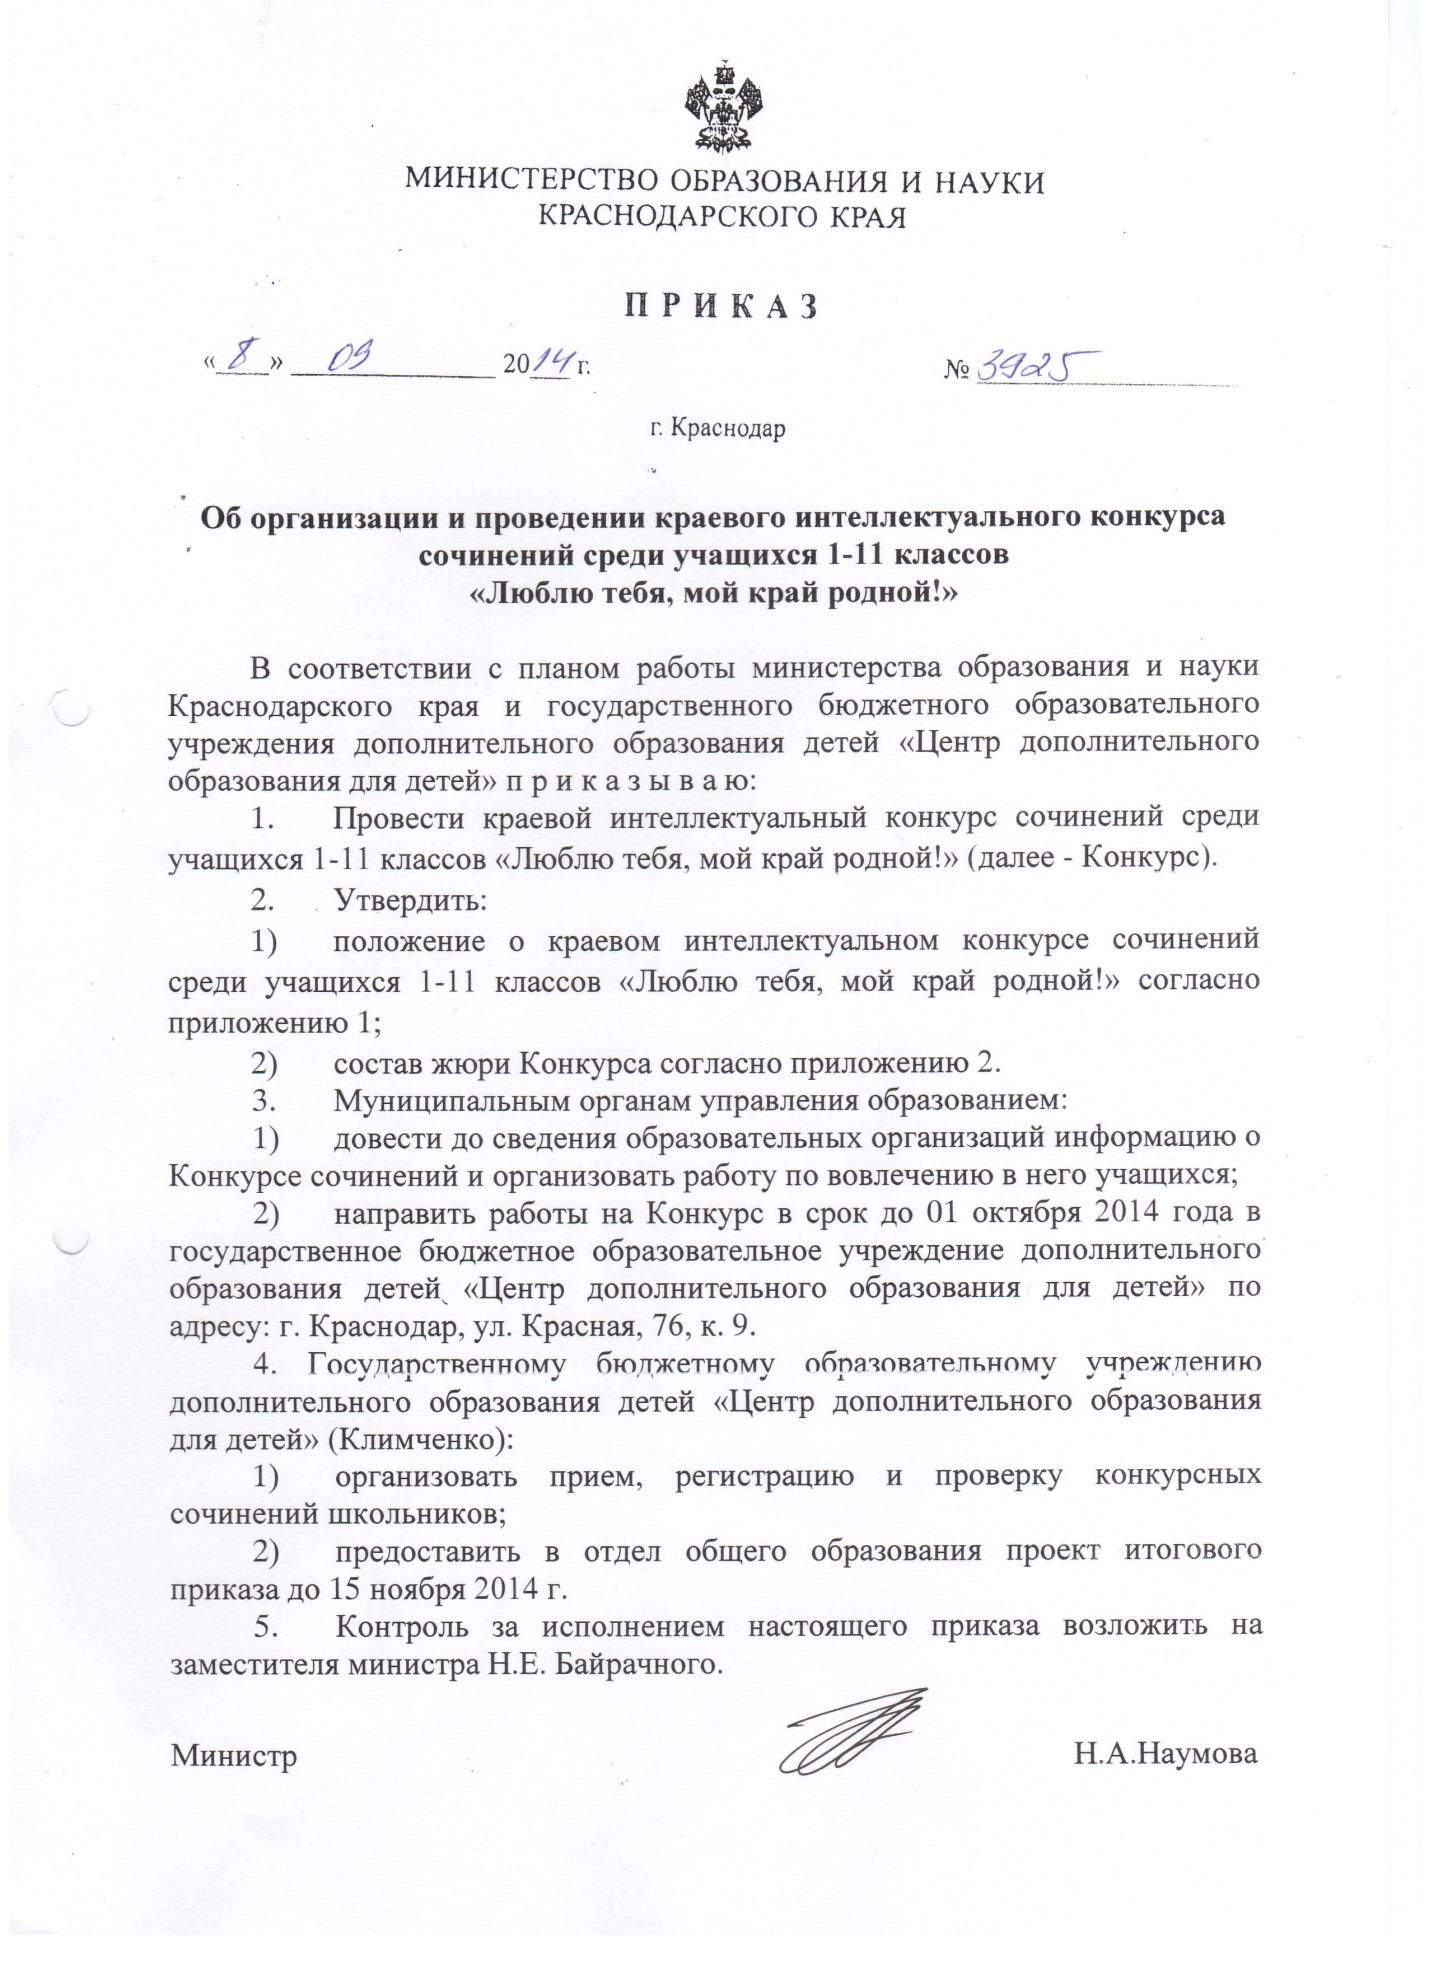 МИНИСТЕРСТВО ОБРАЗОВАНИЯ И НАУКИ
КРАСНОДАРСКОГО КРАЯ
П Р И К А З
« 8 » 09 2014 г.
№ 3925
г. Краснодар
Об организации и проведении краевого интеллектуального конкурса
сочинений среди учащихся 1-11 классов
«Люблю тебя, мой край родной!»
В соответствии с планом работы министерства образования и науки
Краснодарского края и государственного бюджетного образовательного
учреждения дополнительного образования детей «Центр дополнительного
образования для детей» п р и к а з ы в а ю:
1. Провести краевой интеллектуальный конкурс сочинений среди
учащихся 1-11 классов «Люблю тебя, мой край родной!» (далее - Конкурс).
2. Утвердить:
1) положение о краевом интеллектуальном конкурсе сочинений
среди учащихся 1-11 классов «Люблю тебя, мой край родной!» согласно
приложению 1;
2) состав жюри Конкурса согласно приложению 2.
3. Муниципальным органам управления образованием:
1) довести до сведения образовательных организаций информацию о
Конкурсе сочинений и организовать работу по вовлечению в него учащихся;
2) направить работы на Конкурс в срок до 01 октября 2014 года в
государственное бюджетное образовательное учреждение дополнительного
образования детей «Центр дополнительного образования для детей» по
адресу: г. Краснодар, ул. Красная, 76, к. 9.
4. Государственному бюджетному образовательному учреждению
дополнительного образования детей «Центр дополнительного образования
для детей» (Климченко):
1) организовать прием, регистрацию и проверку конкурсных
сочинений школьников;
2) предоставить в отдел общего образования проект итогового
приказа до 15 ноября 2014 г.
5. Контроль за исполнением настоящего приказа возложить на
заместителя министра Н.Е. Байрачного.
Министр Н.А.Наумова